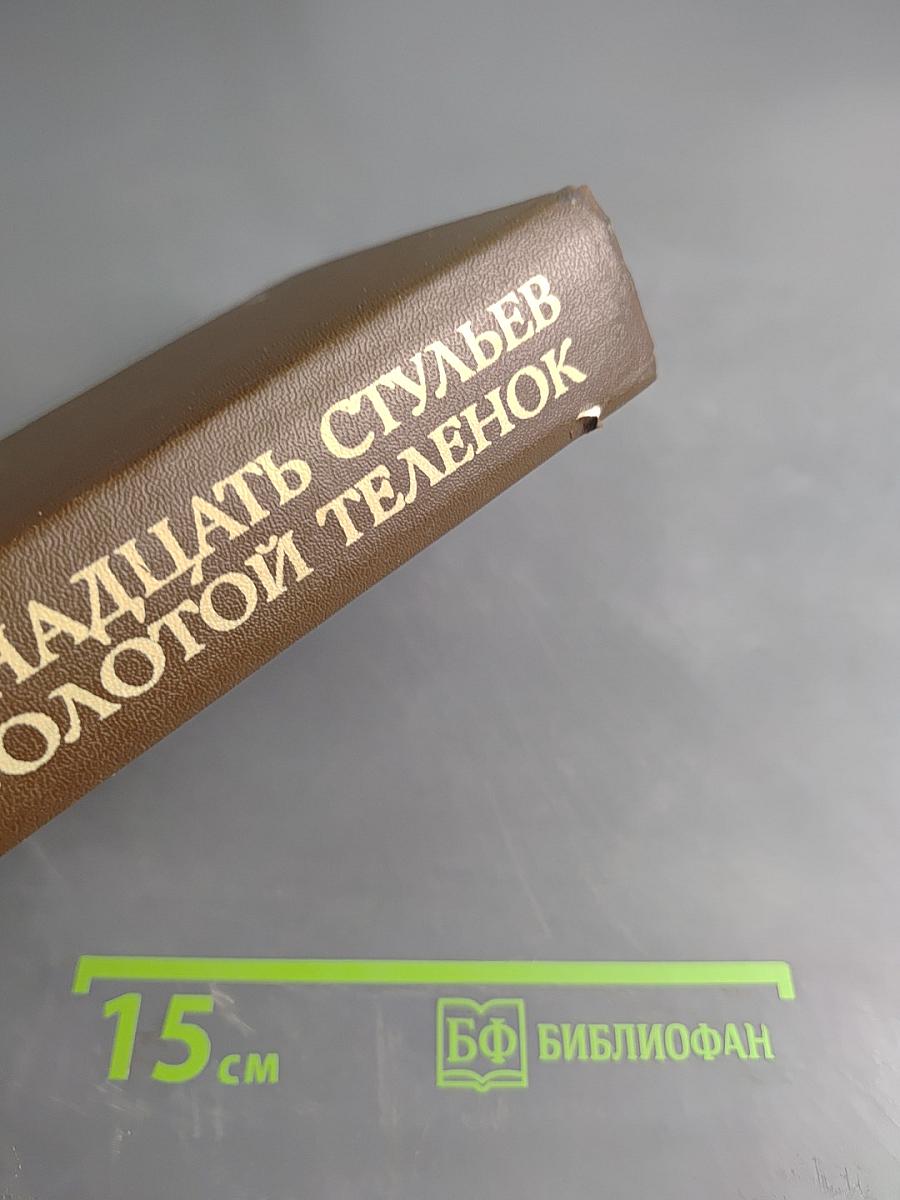 НАДЦАТЬ СТУЛЬЕВ
ОЛОТОЙ ТЕЛЕНОК
15 см
БФ БИБЛИОФАН